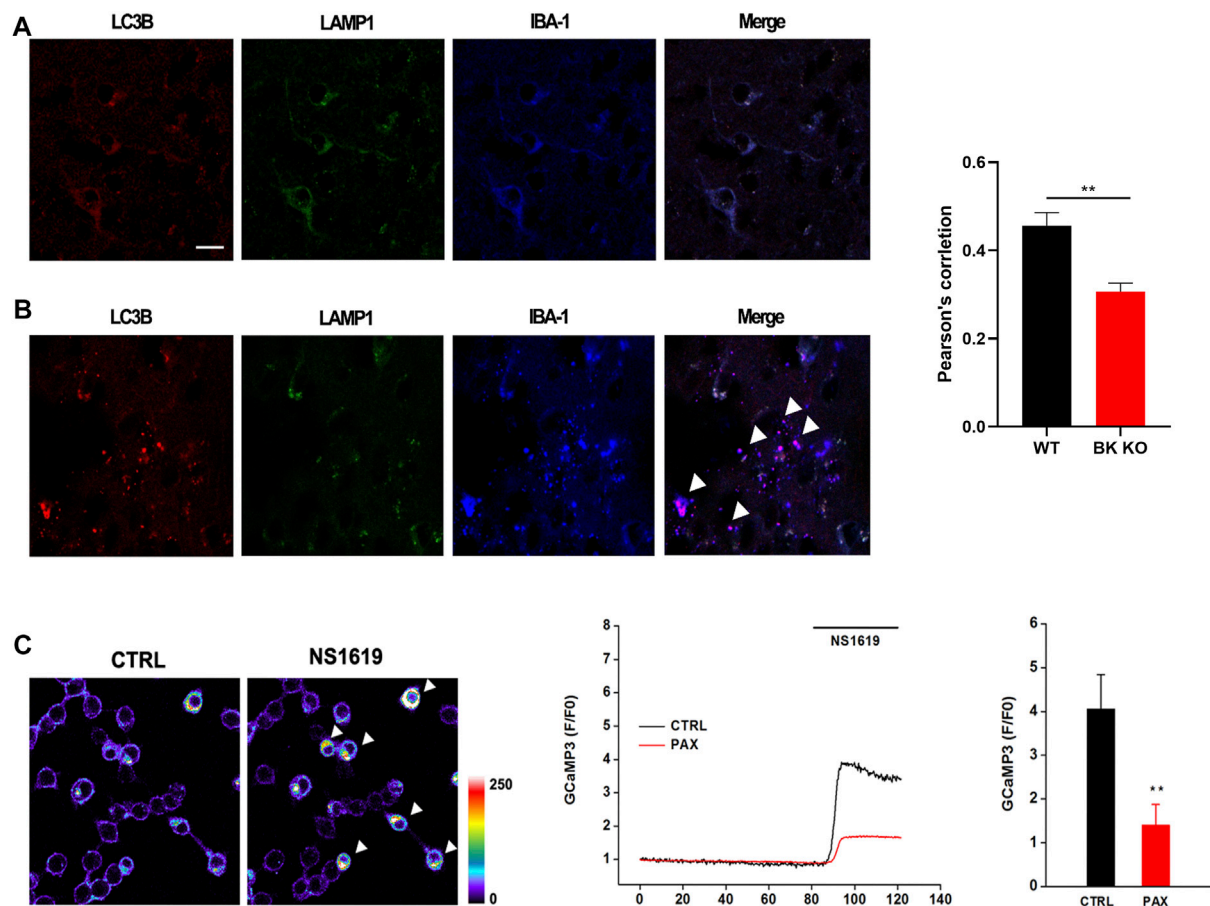 A
LC3B LAMP1 IBA-1 Merge
B
LC3B LAMP1 IBA-1 Merge
Pearson's corrletion
0.6
0.4
0.2
0.0
**
WT BK KO
C
CTRL NS1619
250
0
GCaMP3 (F/F0)
8
7
6
5
4
3
2
1
NS1619
CTRL
PAX
0 20 40 60 80 100 120 140
GCaMP3 (F/F0)
6
5
4
3
2
1
0
**
CTRL PAX